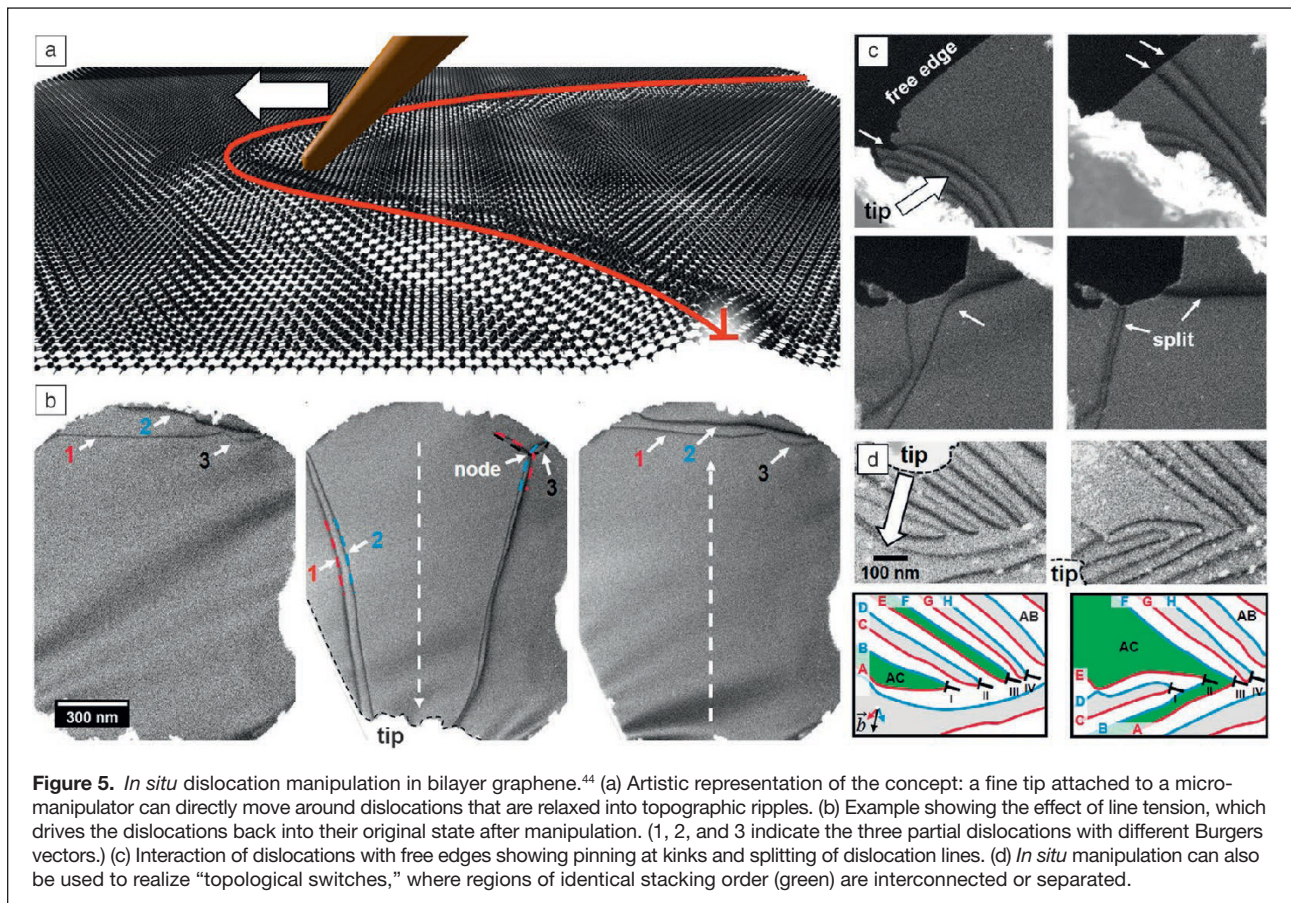 a
b
1
2
3
300 nm
1
2
node
3
tip
1
2
3
c
free edge
tip
split
d
tip
100 nm
tip
D
E
F
G
H
C
B
A
AB
AC
I
II
III
IV
b
F
G
H
AB
AC
E
D
C
B
A
I
II
III
IV
Figure 5. In situ dislocation manipulation in bilayer graphene.44 (a) Artistic representation of the concept: a fine tip attached to a micro-
manipulator can directly move around dislocations that are relaxed into topographic ripples. (b) Example showing the effect of line tension, which
drives the dislocations back into their original state after manipulation. (1, 2, and 3 indicate the three partial dislocations with different Burgers
vectors.) (c) Interaction of dislocations with free edges showing pinning at kinks and splitting of dislocation lines. (d) In situ manipulation can also
be used to realize “topological switches,” where regions of identical stacking order (green) are interconnected or separated.